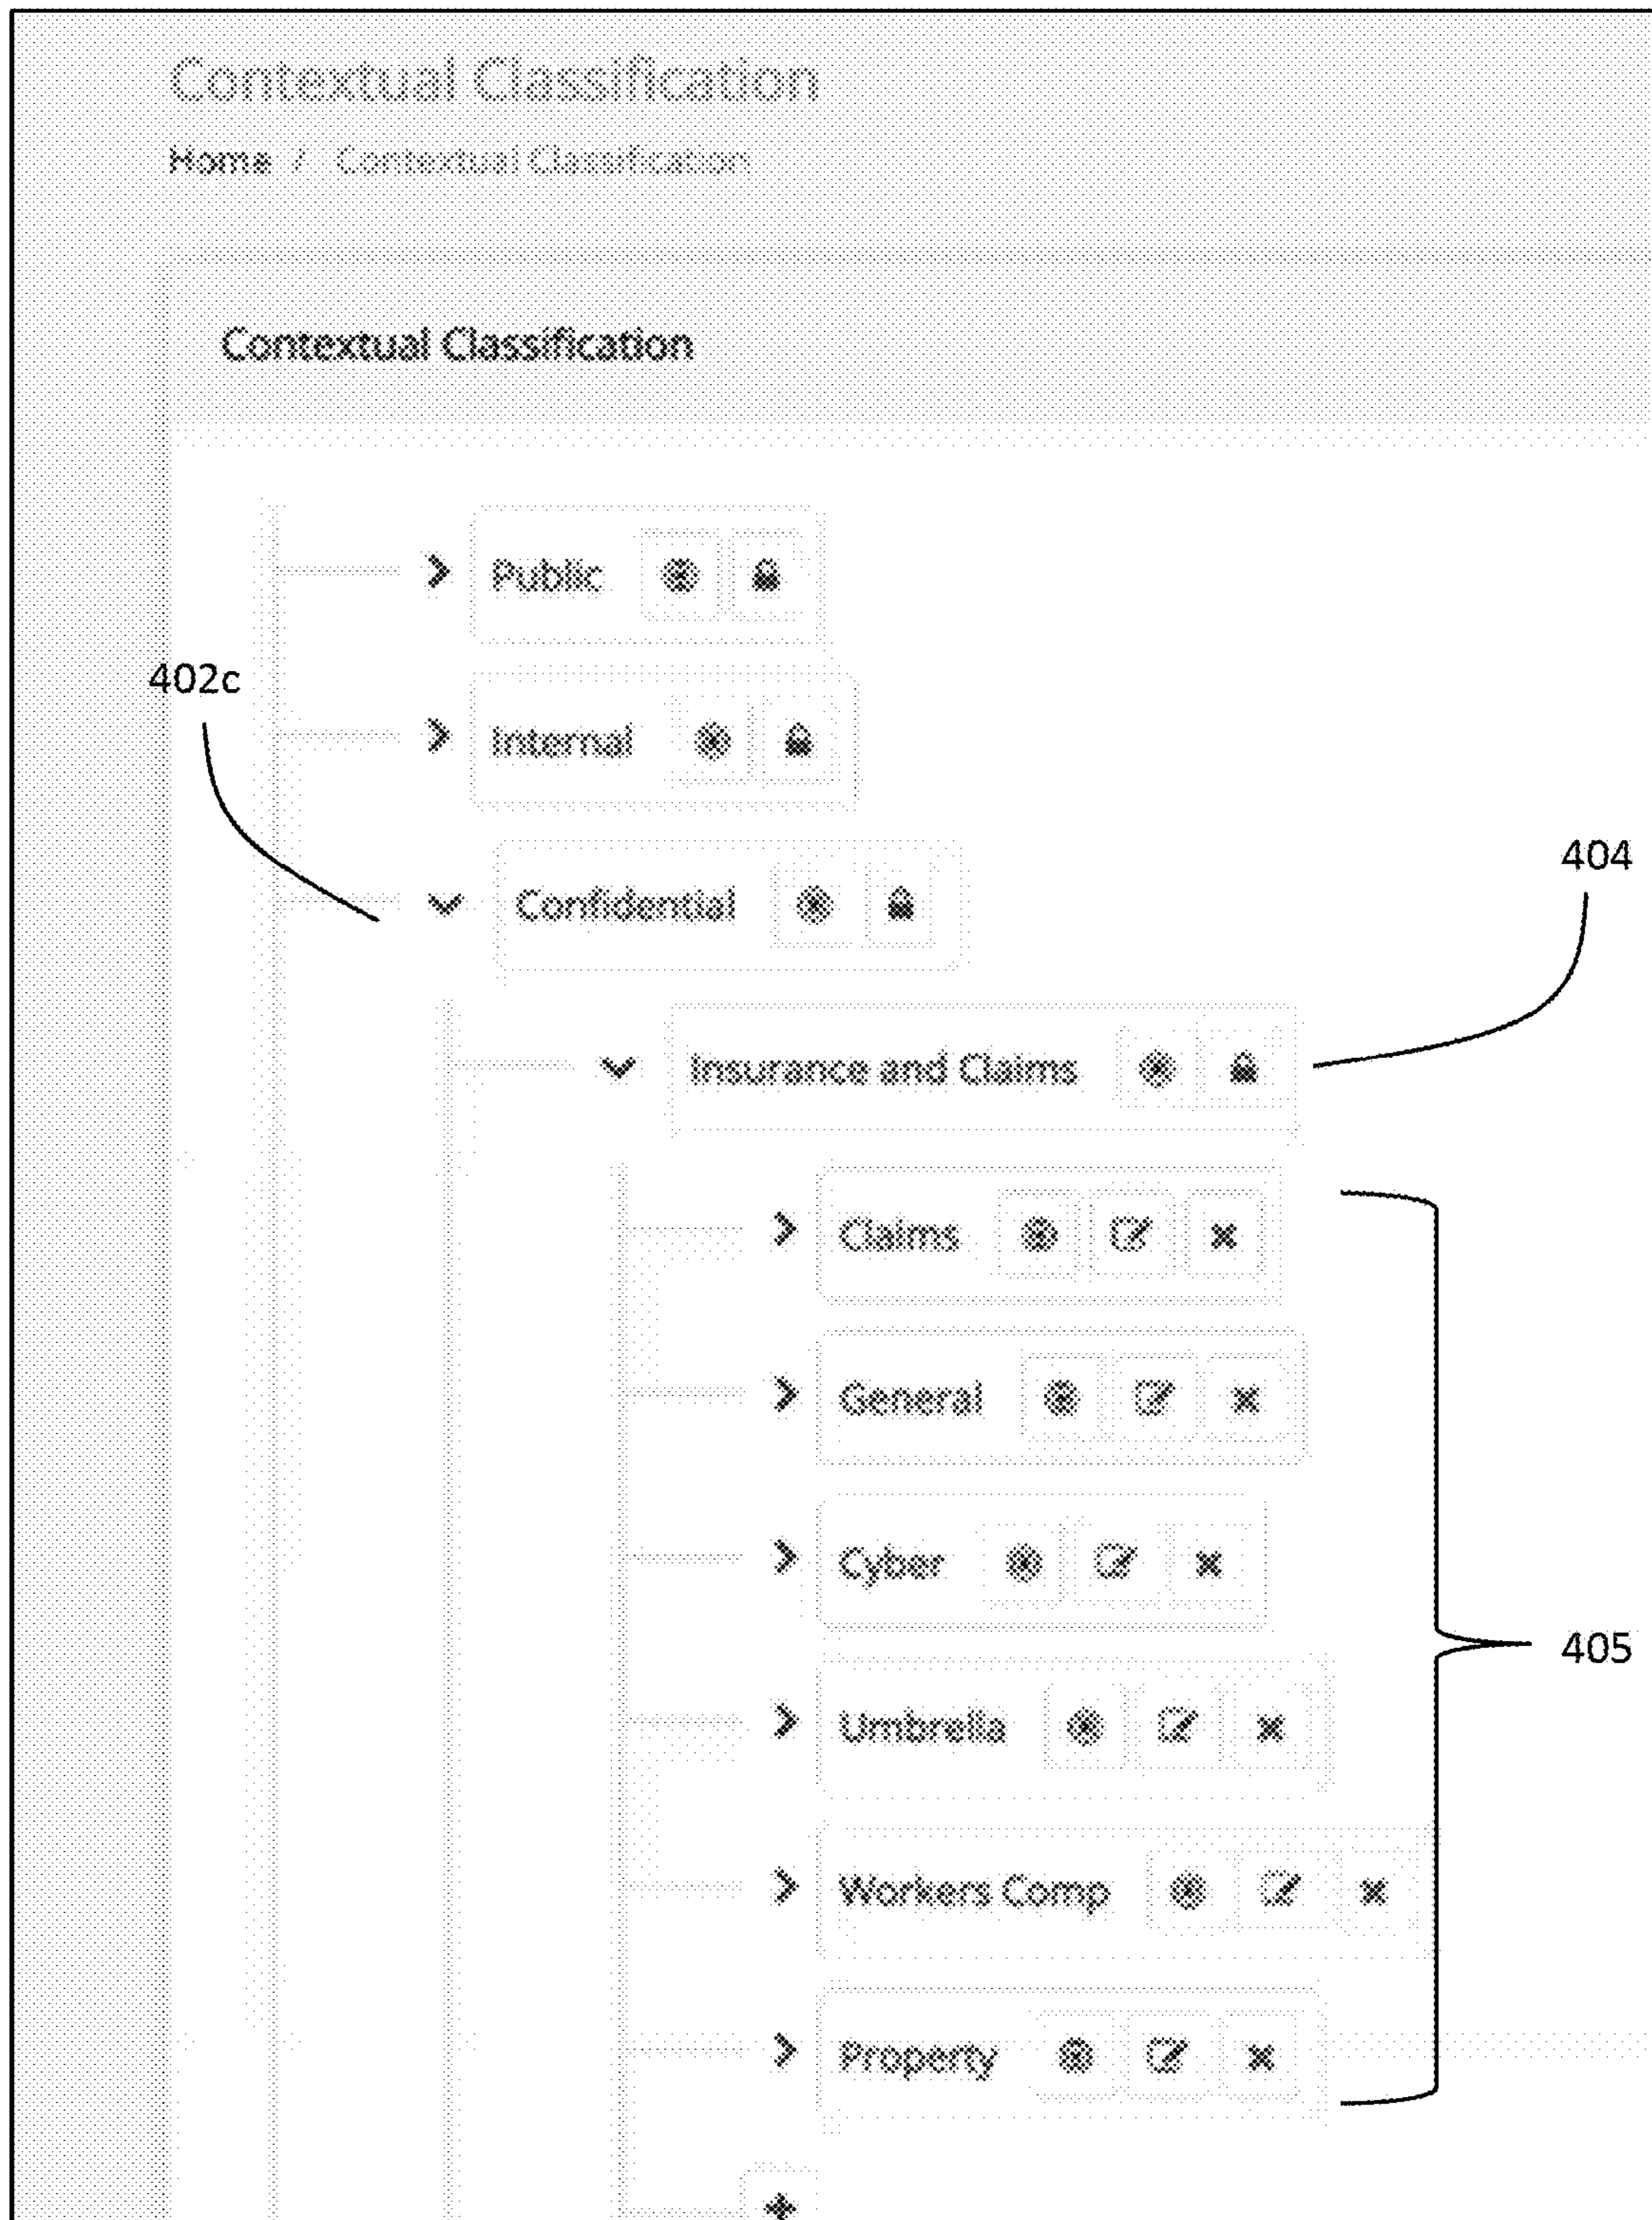 Contextual Classification
Home / Contextual Classification
Contextual Classification
Public
402c
Internal
404
Confidential
Insurance and Claims
Claims
General
Cyber
405
Umbrella
Workers Comp
Property